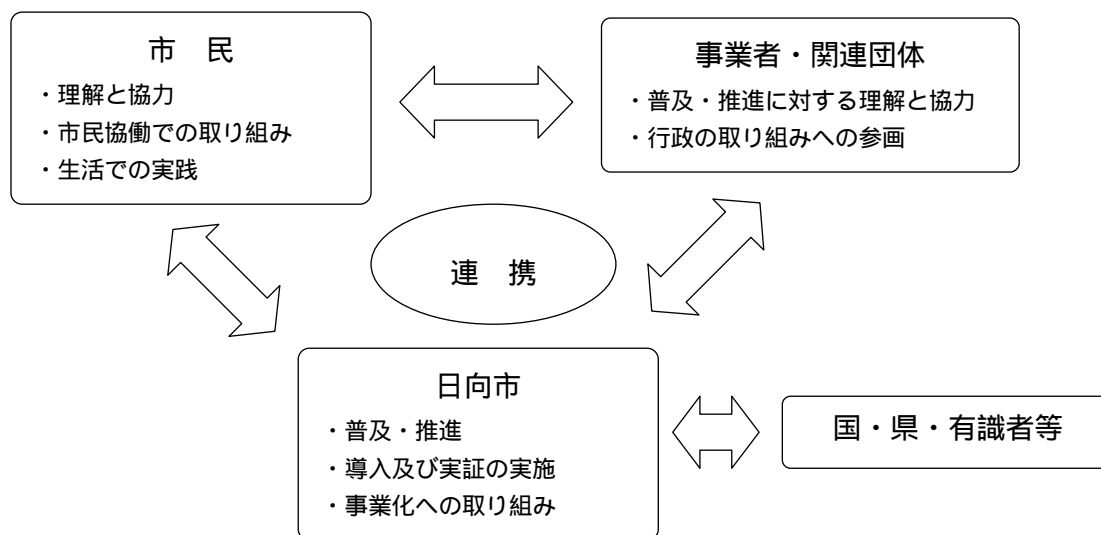 市　民
・理解と協力
・市民協働での取り組み
・生活での実践
事業者・関連団体
・普及・推進に対する理解と協力
・行政の取り組みへの参画
連　携
日向市
・普及・推進
・導入及び実証の実施
・事業化への取り組み
国・県・有識者等